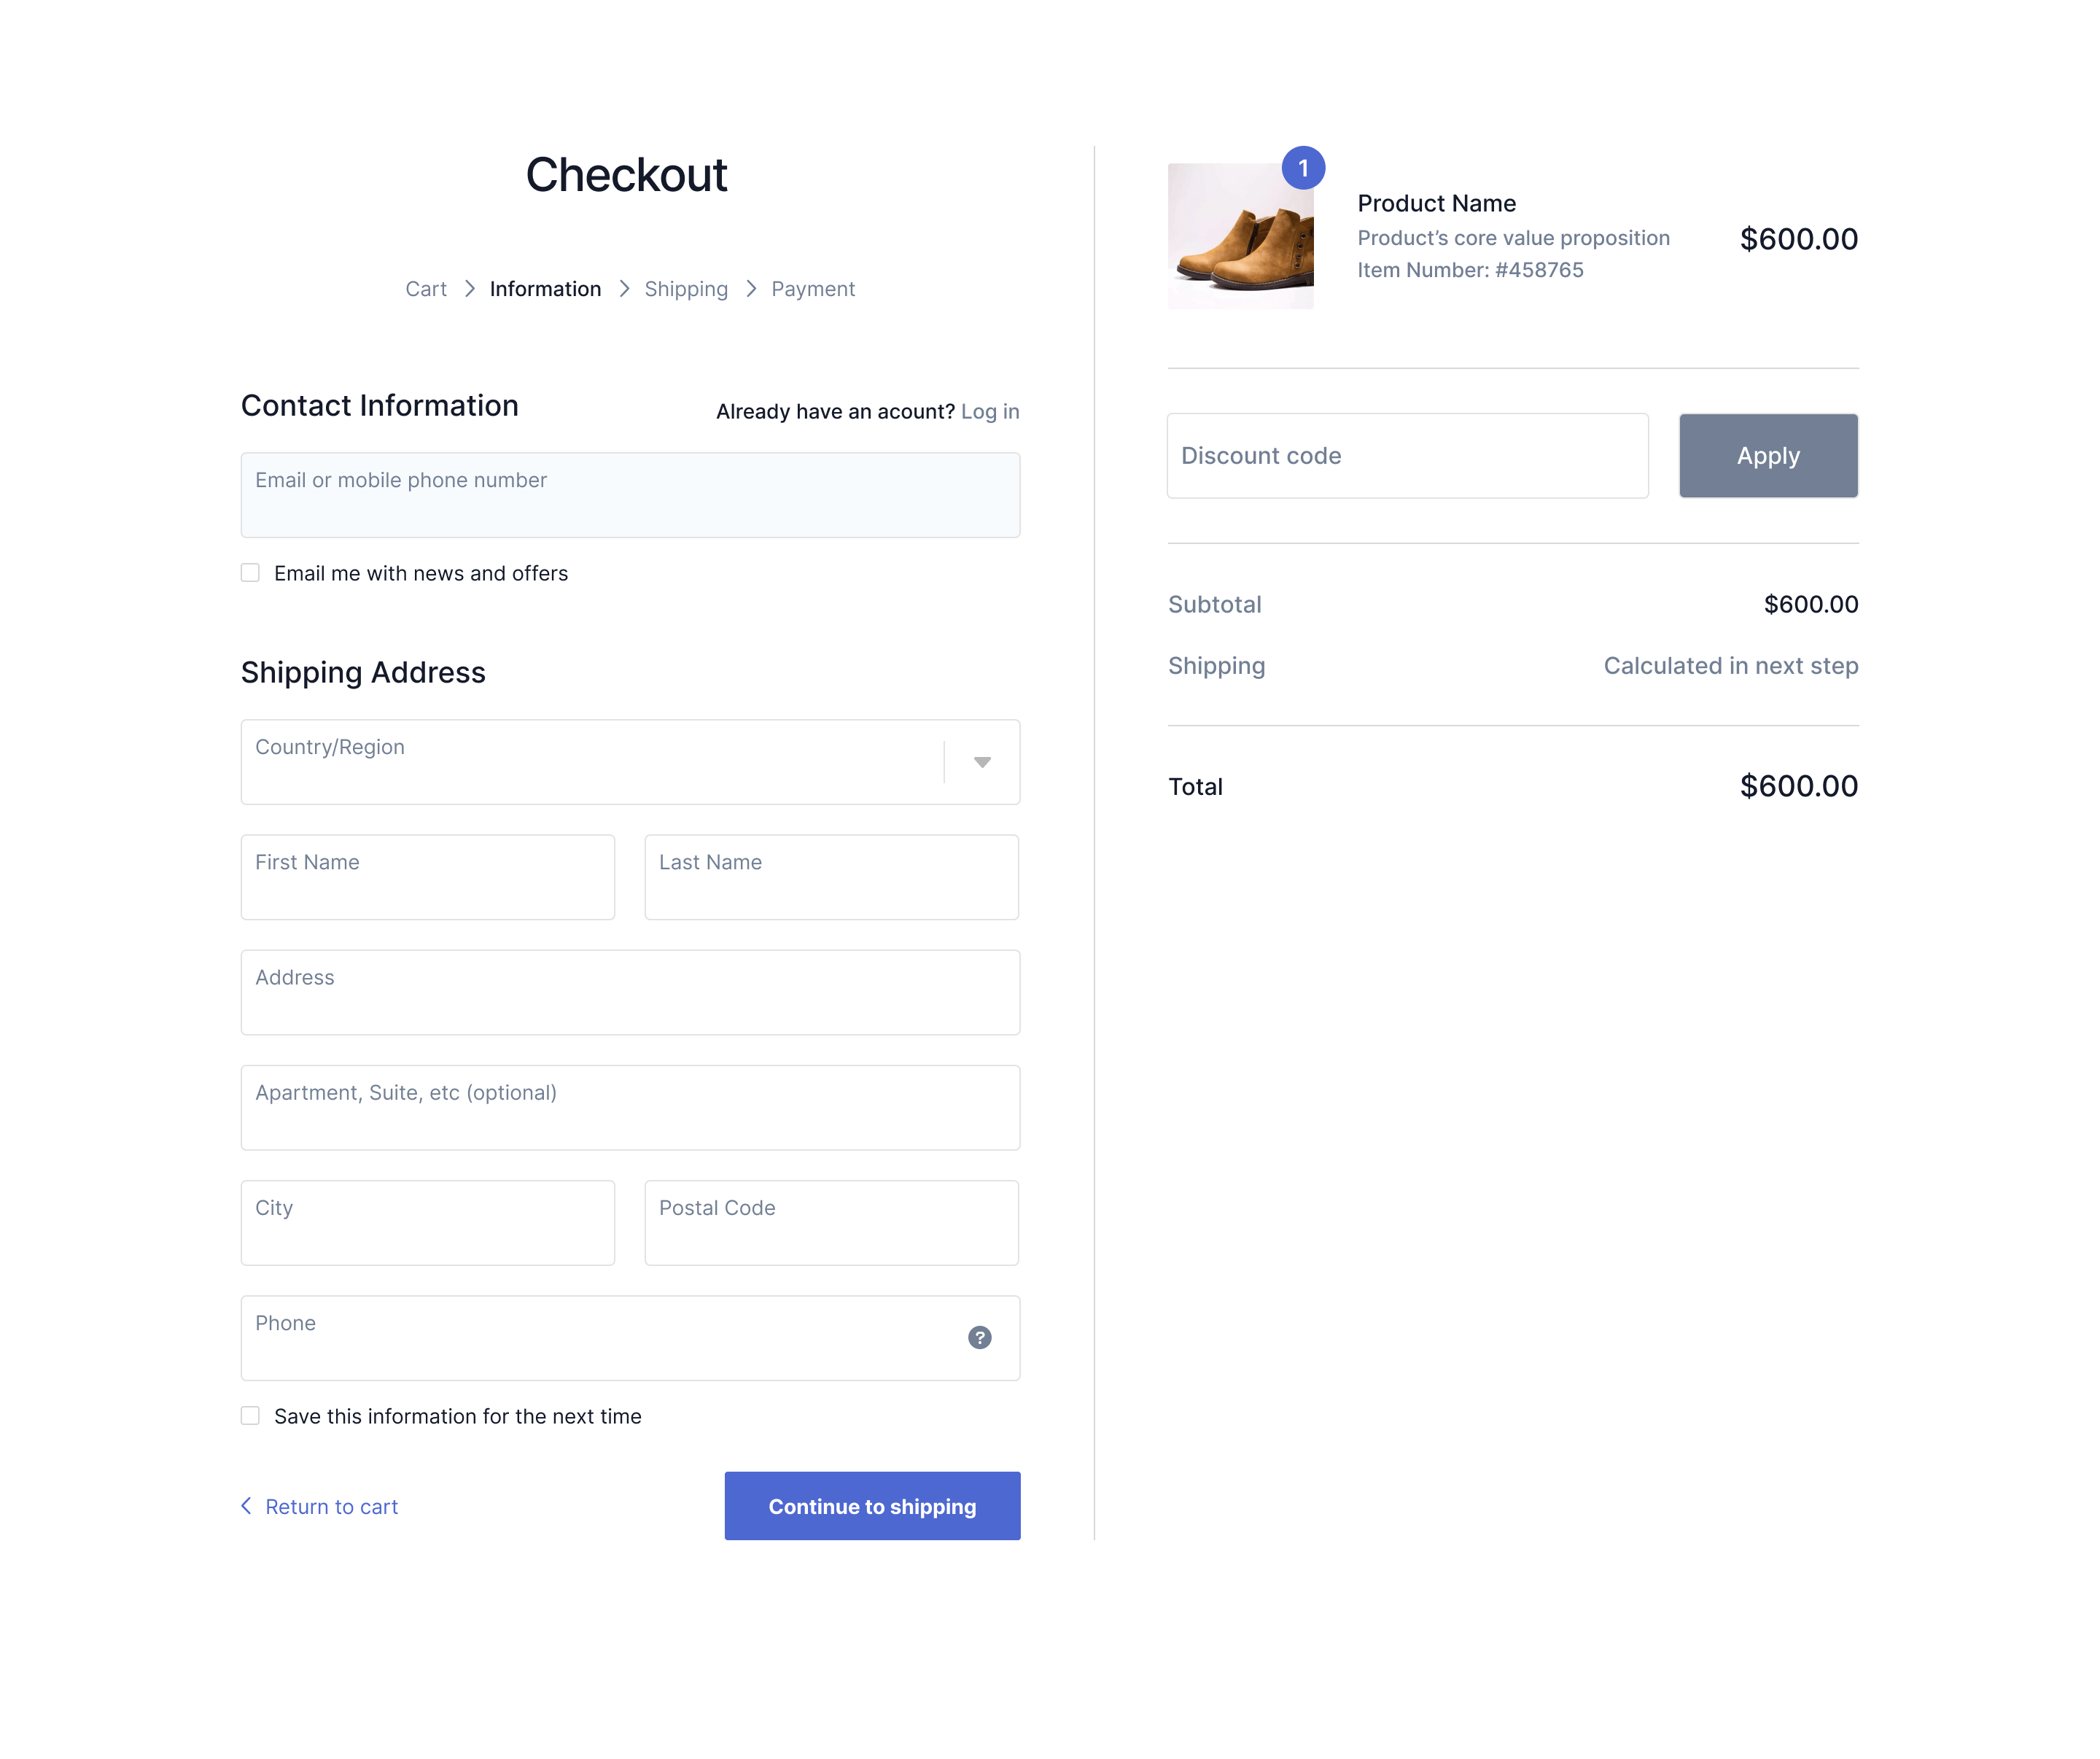 Checkout
Cart > Information > Shipping > Payment
Contact Information
Already have an acount? Log in
Email or mobile phone number
Email me with news and offers
Shipping Address
Country/Region
First Name
Last Name
Address
Apartment, Suite, etc (optional)
City
Postal Code
Phone
?
Save this information for the next time
Return to cart
Continue to shipping
1
Product Name
Product’s core value proposition
Item Number: #458765
$600.00
Discount code
Apply
Subtotal
$600.00
Shipping
Calculated in next step
Total
$600.00